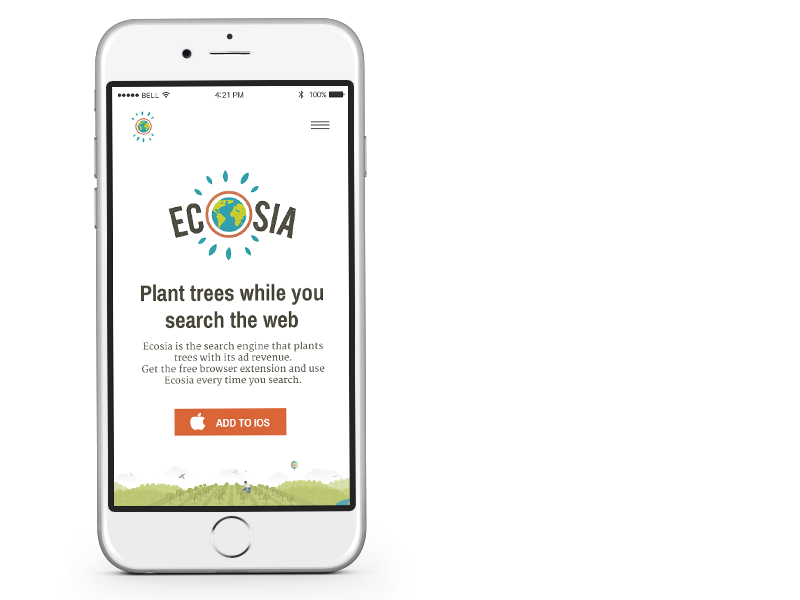 BELL 4:21 PM 100%
ECOSIA
Plant trees while you
search the web
Ecosia is the search engine that plants
trees with its ad revenue.
Get the free browser extension and use
Ecosia every time you search.
ADD TO IOS